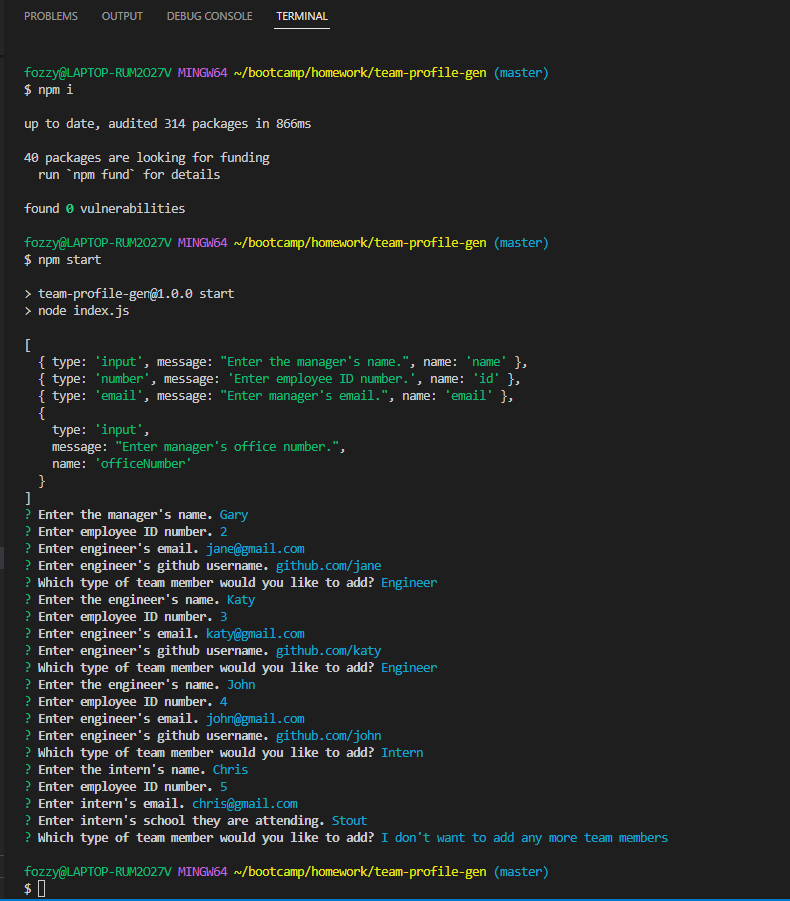 PROBLEMS OUTPUT DEBUG CONSOLE TERMINAL
fozzy@LAPTOP-RUM2O27V MINGW64 ~/bootcamp/homework/team-profile-gen (master)
$ npm i
up to date, audited 314 packages in 866ms
40 packages are looking for funding
  run `npm fund` for details
found 0 vulnerabilities
fozzy@LAPTOP-RUM2O27V MINGW64 ~/bootcamp/homework/team-profile-gen (master)
$ npm start
> team-profile-gen@1.0.0 start
> node index.js
[
  { type: 'input', message: "Enter the manager's name.", name: 'name' },
  { type: 'number', message: 'Enter employee ID number.', name: 'id' },
  { type: 'email', message: "Enter manager's email.", name: 'email' },
  {
    type: 'input',
    message: "Enter manager's office number.",
    name: 'officeNumber'
  }
]
? Enter the manager's name. Gary
? Enter employee ID number. 2
? Enter engineer's email. jane@gmail.com
? Enter engineer's github username. github.com/jane
? Which type of team member would you like to add? Engineer
? Enter the engineer's name. Katy
? Enter employee ID number. 3
? Enter engineer's email. katy@gmail.com
? Enter engineer's github username. github.com/katy
? Which type of team member would you like to add? Engineer
? Enter the engineer's name. John
? Enter employee ID number. 4
? Enter engineer's email. john@gmail.com
? Enter engineer's github username. github.com/john
? Which type of team member would you like to add? Intern
? Enter the intern's name. Chris
? Enter employee ID number. 5
? Enter intern's email. chris@gmail.com
? Enter intern's school they are attending. Stout
? Which type of team member would you like to add? I don't want to add any more team members
fozzy@LAPTOP-RUM2O27V MINGW64 ~/bootcamp/homework/team-profile-gen (master)
$